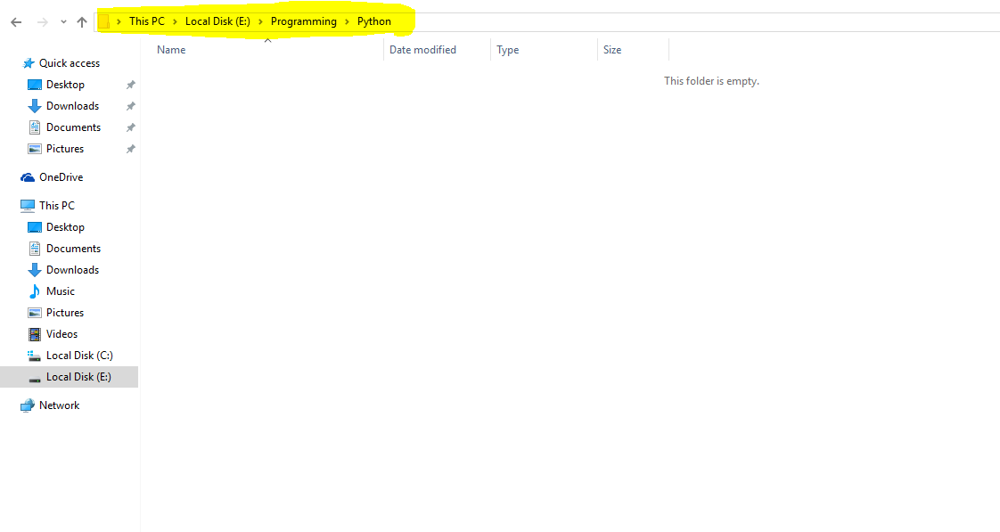 This PC > Local Disk (E:) > Programming > Python
Name Date modified Type Size
This folder is empty.
Quick access
Desktop
Downloads
Documents
Pictures
OneDrive
This PC
Desktop
Documents
Downloads
Music
Pictures
Videos
Local Disk (C:)
Local Disk (E:)
Network